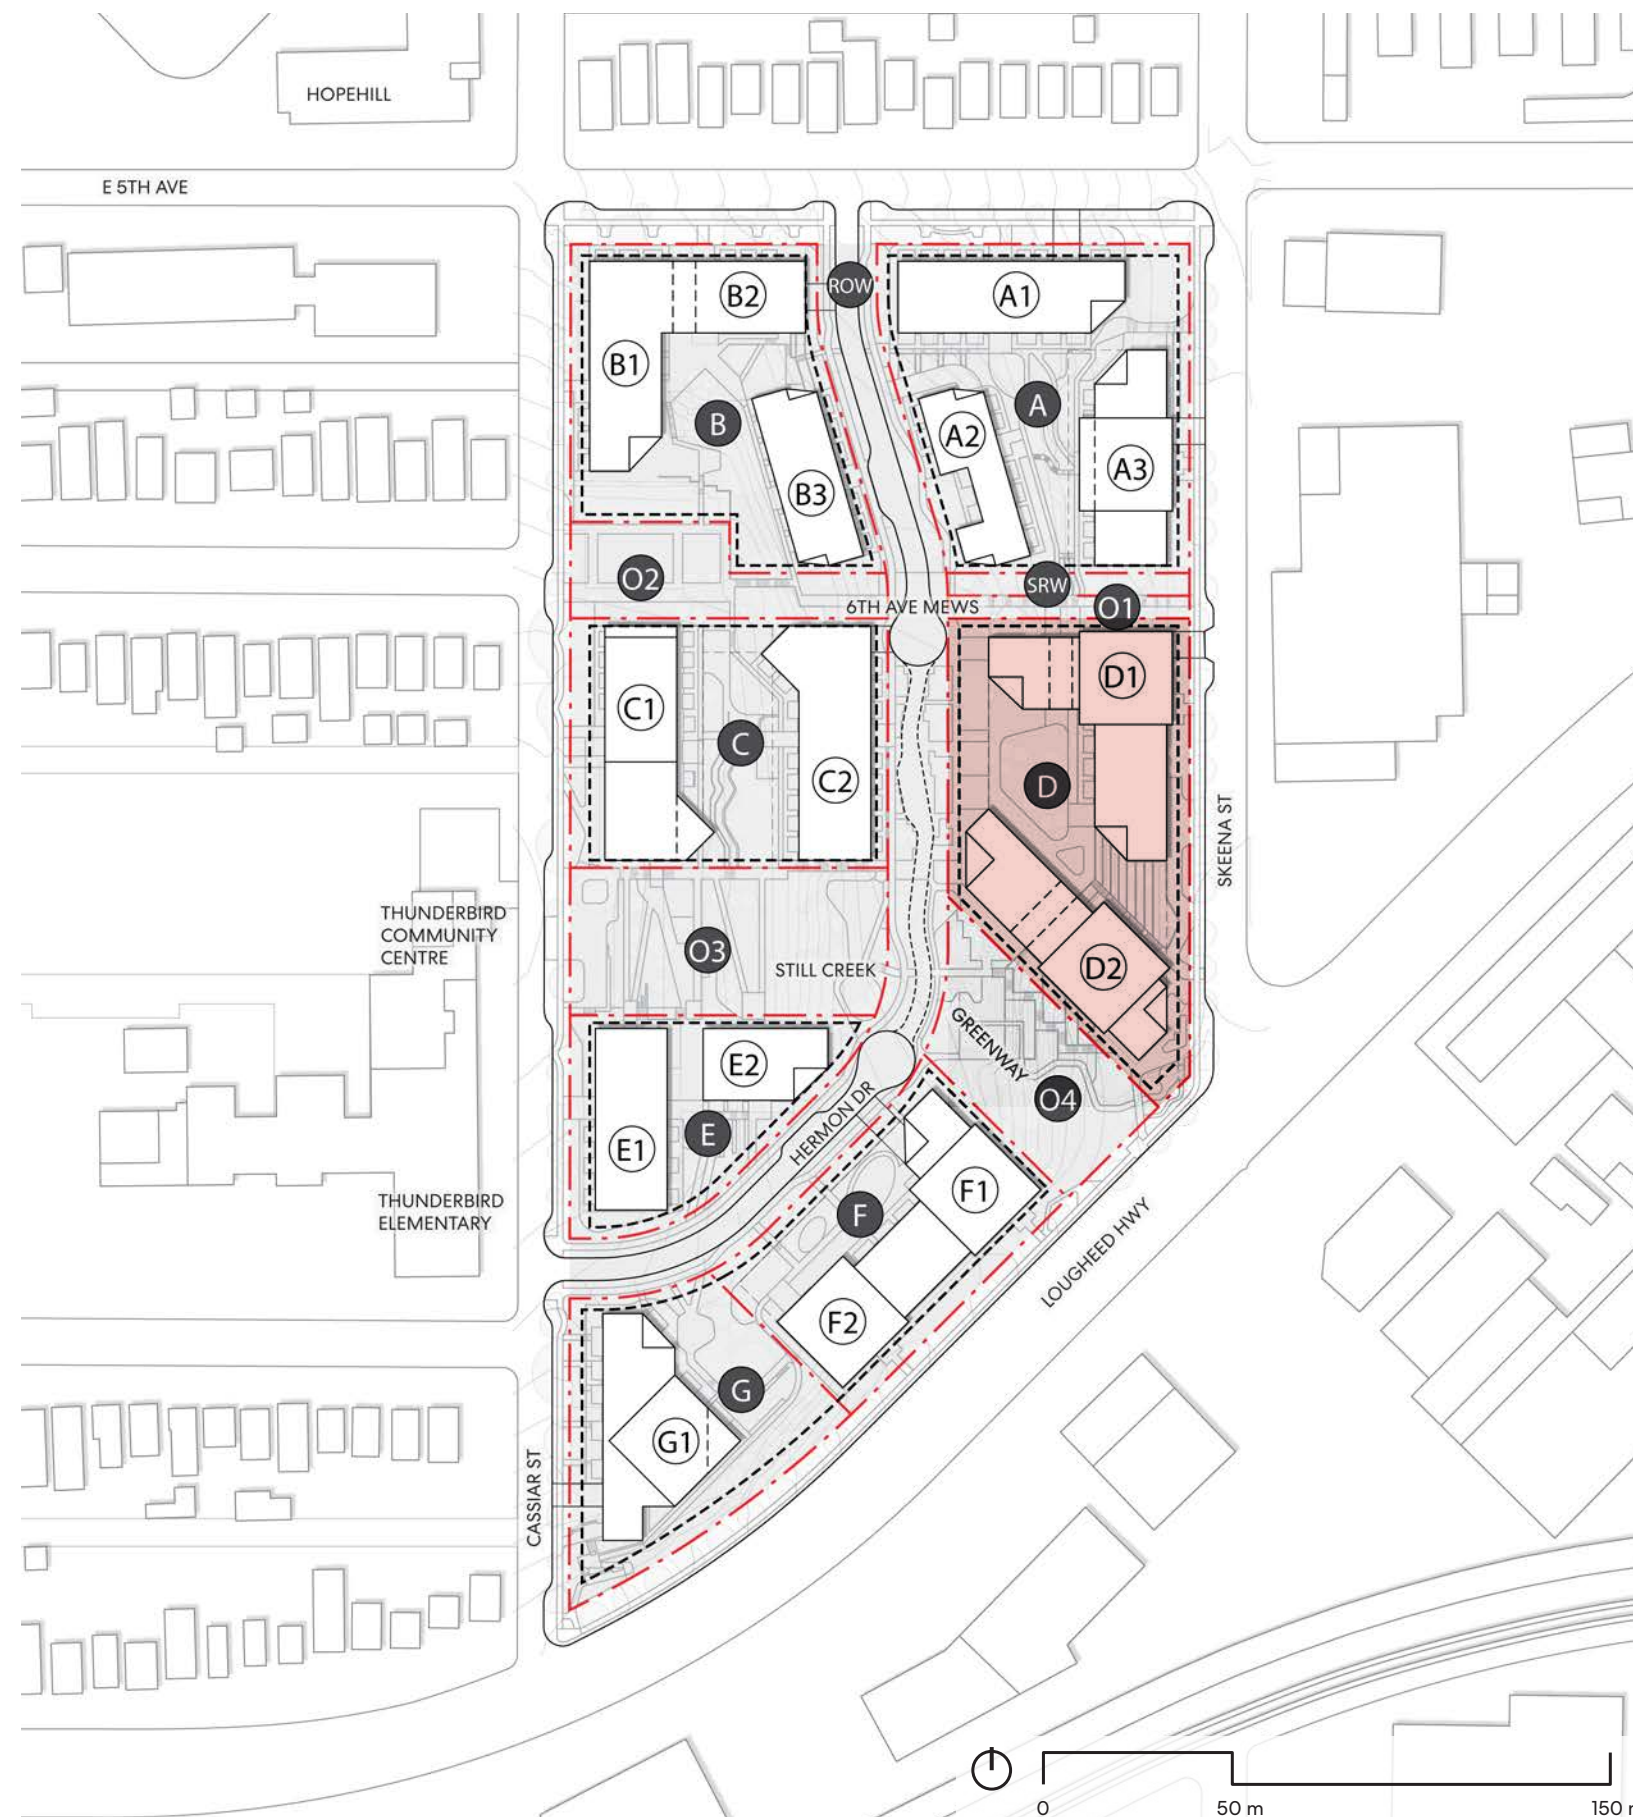 HOPEHILL
E 5TH AVE
ROW
B2
A1
B1
B
A
A2
A3
B3
O2
SRW
O1
6TH AVE MEWS
D1
C1
C
C2
D
SKEENA ST
THUNDERBIRD
COMMUNITY
CENTRE
O3
STILL CREEK
D2
GREENWAY
E2
O4
E
E1
HERMON DR
F1
THUNDERBIRD
ELEMENTARY
F
LOUGHEED HWY
F2
G
G1
CASSIAR ST
0
50 m
150 m